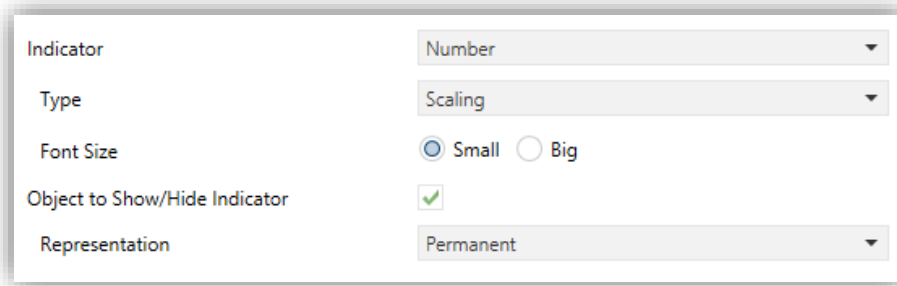 Indicator Number
Type Scaling
Font Size Small Big
Object to Show/Hide Indicator
Representation Permanent